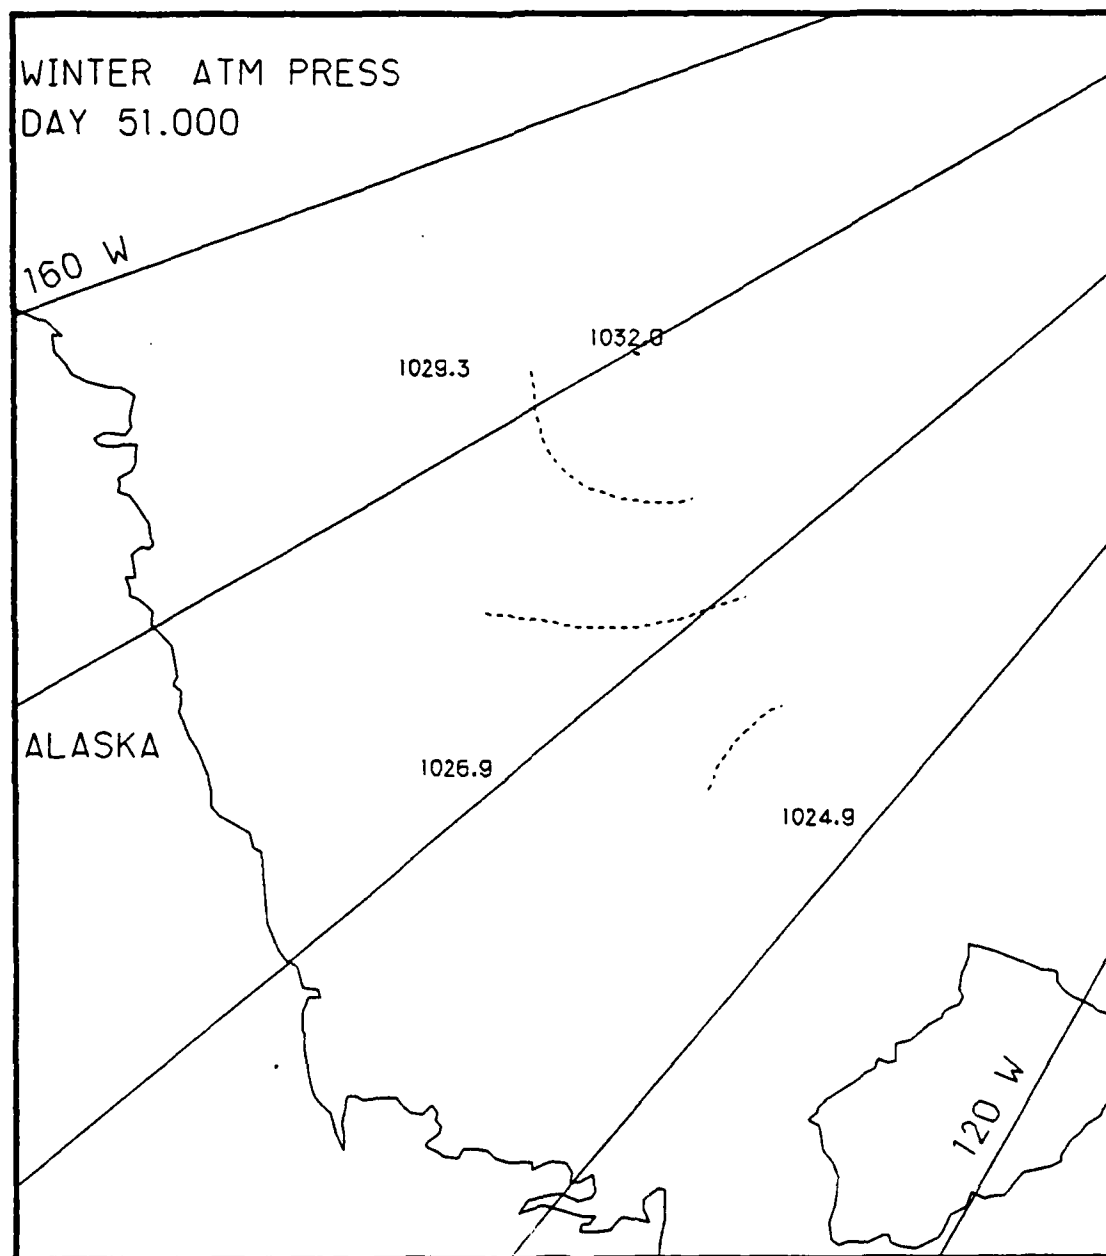 WINTER ATM PRESS
DAY 51.000
160 W
1032.0
1029.3
ALASKA
1026.9
1024.9
120 W